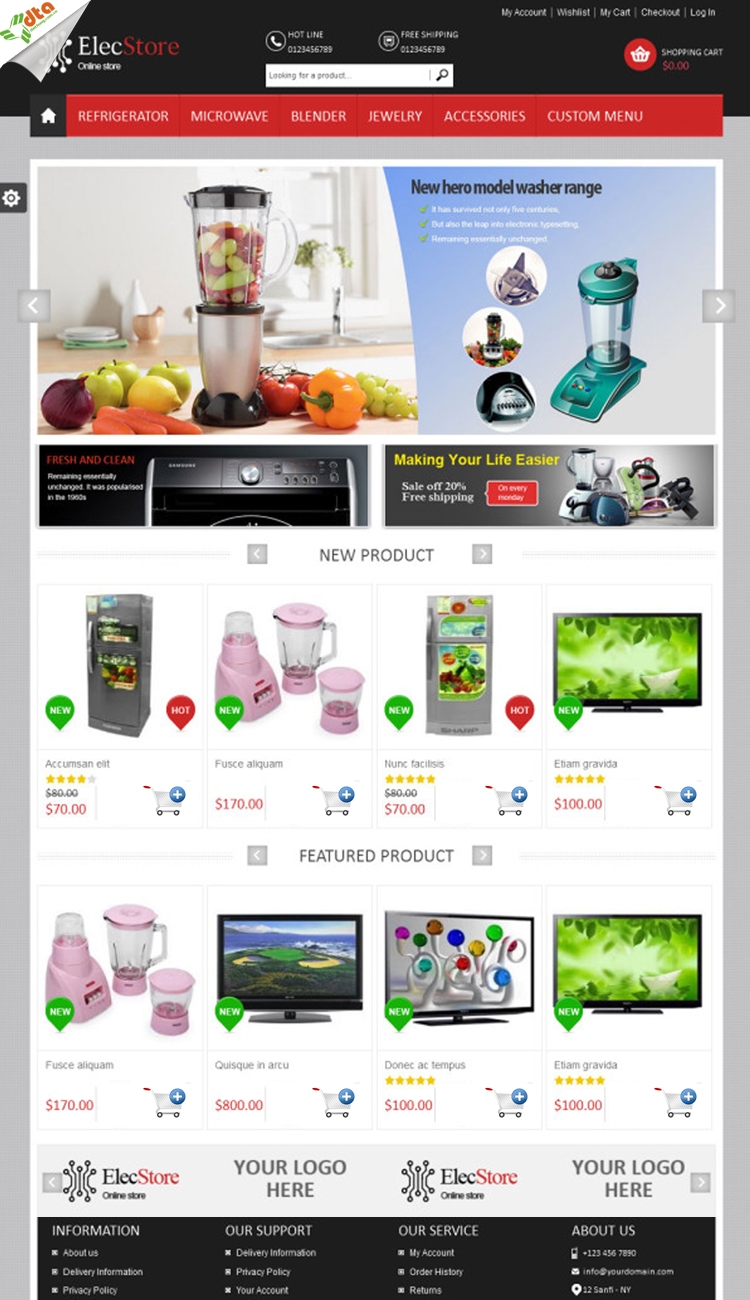 dta
My Account | Wishlist | My Cart | Checkout | Log In
ElecStore
Online store
HOT LINE
0123456789
FREE SHIPPING
0123456789
Looking for a product...
SHOPPING CART
$0.00
REFRIGERATOR MICROWAVE BLENDER JEWELRY ACCESSORIES CUSTOM MENU
New hero model washer range
It has survived not only five centuries,
But also the leap into electronic typesetting,
Remaining essentially unchanged.
FRESH AND CLEAN
Remaining essentially
unchanged. It was popularised
in the 1960s
SAMSUNG
Making Your Life Easier
Sale off 20%
Free shipping
On every
monday
NEW PRODUCT
NEW HOT NEW NEW HOT NEW
SHARP
Accumsan elit Fusce aliquam Nunc facilisis Etiam gravida
$80.00 $80.00
$70.00 $170.00 $70.00 $100.00
FEATURED PRODUCT
NEW NEW NEW NEW
Fusce aliquam Quisque in arcu Donec ac tempus Etiam gravida
$170.00 $800.00 $100.00 $100.00
ElecStore
Online store
YOUR LOGO
HERE
ElecStore
Online store
YOUR LOGO
HERE
INFORMATION OUR SUPPORT OUR SERVICE ABOUT US
About us Delivery Information My Account +123 456 7890
Delivery Information Privacy Policy Order History info@yourdomain.com
Privacy Policy Your Account Returns 12 Sanfi - NY